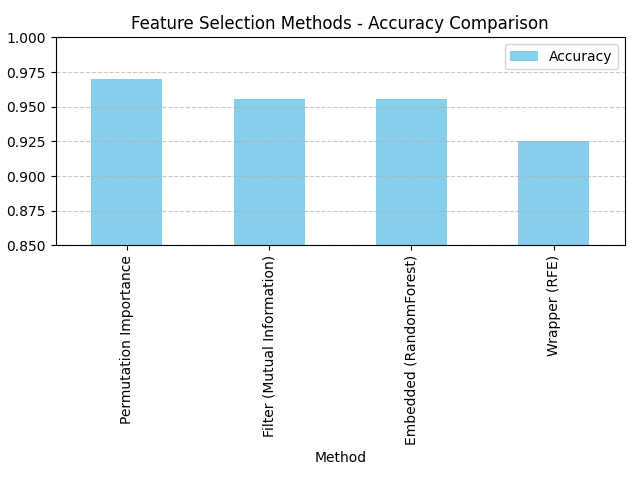 Feature Selection Methods - Accuracy Comparison
1.000
0.975
0.950
0.925
0.900
0.875
0.850
Accuracy
Permutation Importance
Filter (Mutual Information)
Embedded (RandomForest)
Wrapper (RFE)
Method